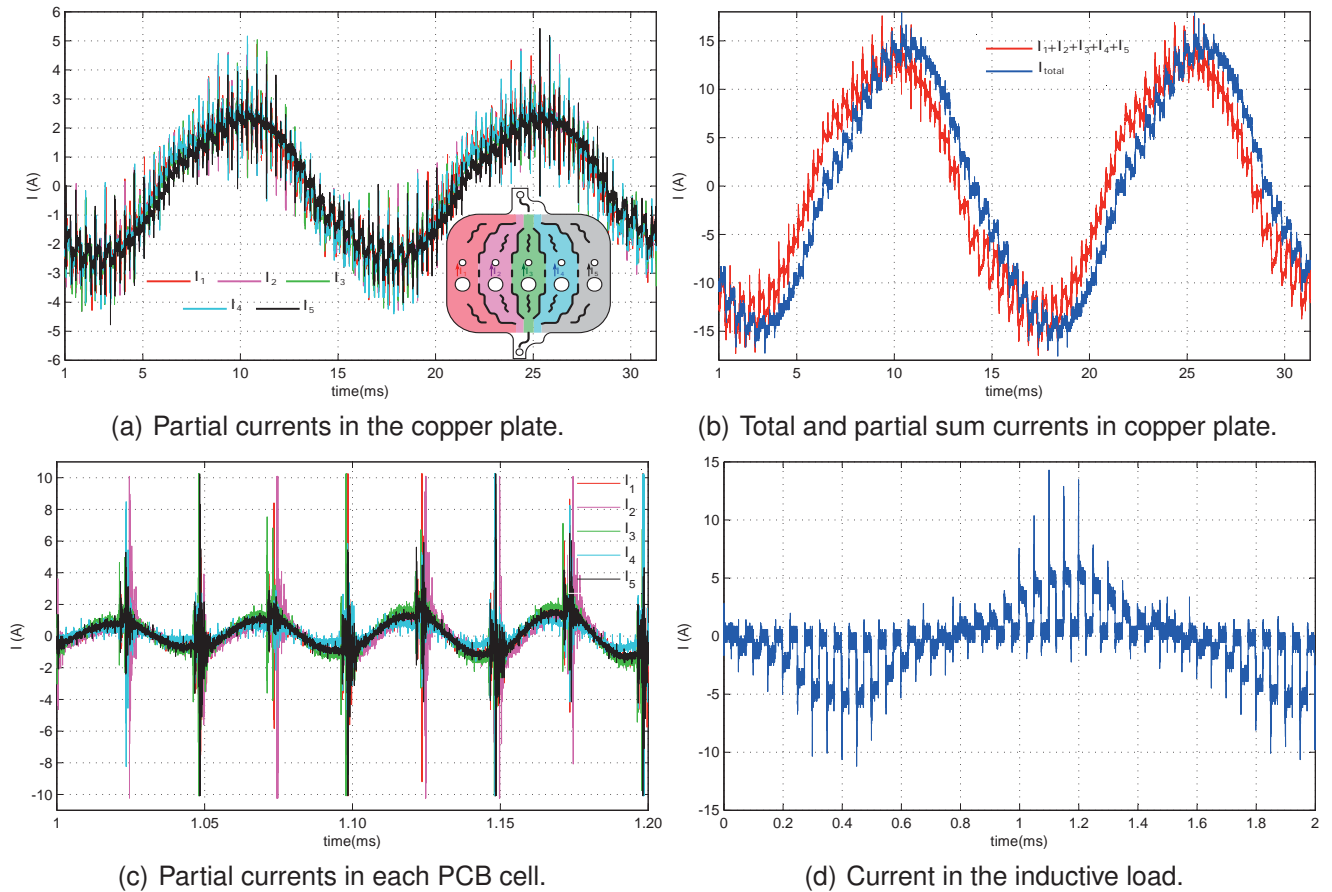 6
5
4
3
2
1
0
-1
-2
-3
-4
-5
6
I (A)
1 5 10 15 20 25 30
time(ms)
I1 I2 I3
I4 I5
I1 I2 I3 I4 I5
(a) Partial currents in the copper plate.
15
10
5
0
-5
-10
-15
I (A)
1 5 10 15 20 25 30
time(ms)
I1+I2+I3+I4+I5
Itotal
(b) Total and partial sum currents in copper plate.
10
8
6
4
2
0
-2
-4
-6
-8
-10
I (A)
1 1.05 1.10 1.15 1.20
time(ms)
I1
I2
I3
I4
I5
(c) Partial currents in each PCB cell.
15
10
5
0
-5
-10
-15
I (A)
0 0.2 0.4 0.6 0.8 1 1.2 1.4 1.6 1.8 2
time(ms)
(d) Current in the inductive load.